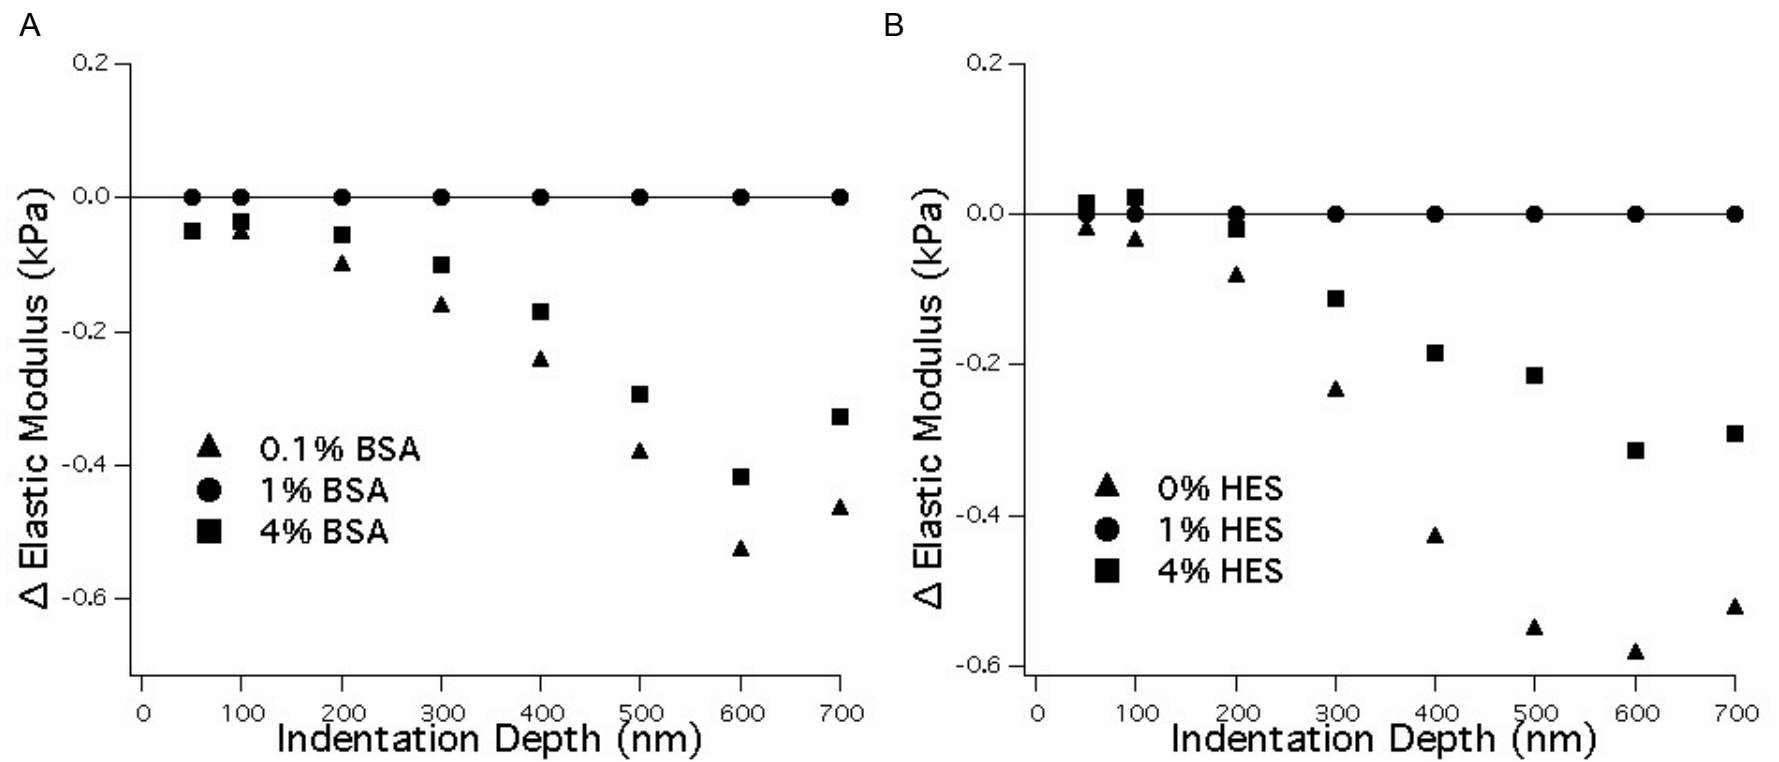 A
0.2
0.0
-0.2
-0.4
-0.6
Δ Elastic Modulus (kPa)
0.1% BSA
1% BSA
4% BSA
0 100 200 300 400 500 600 700
Indentation Depth (nm)
B
0.2
0.0
-0.2
-0.4
-0.6
Δ Elastic Modulus (kPa)
0% HES
1% HES
4% HES
0 100 200 300 400 500 600 700
Indentation Depth (nm)